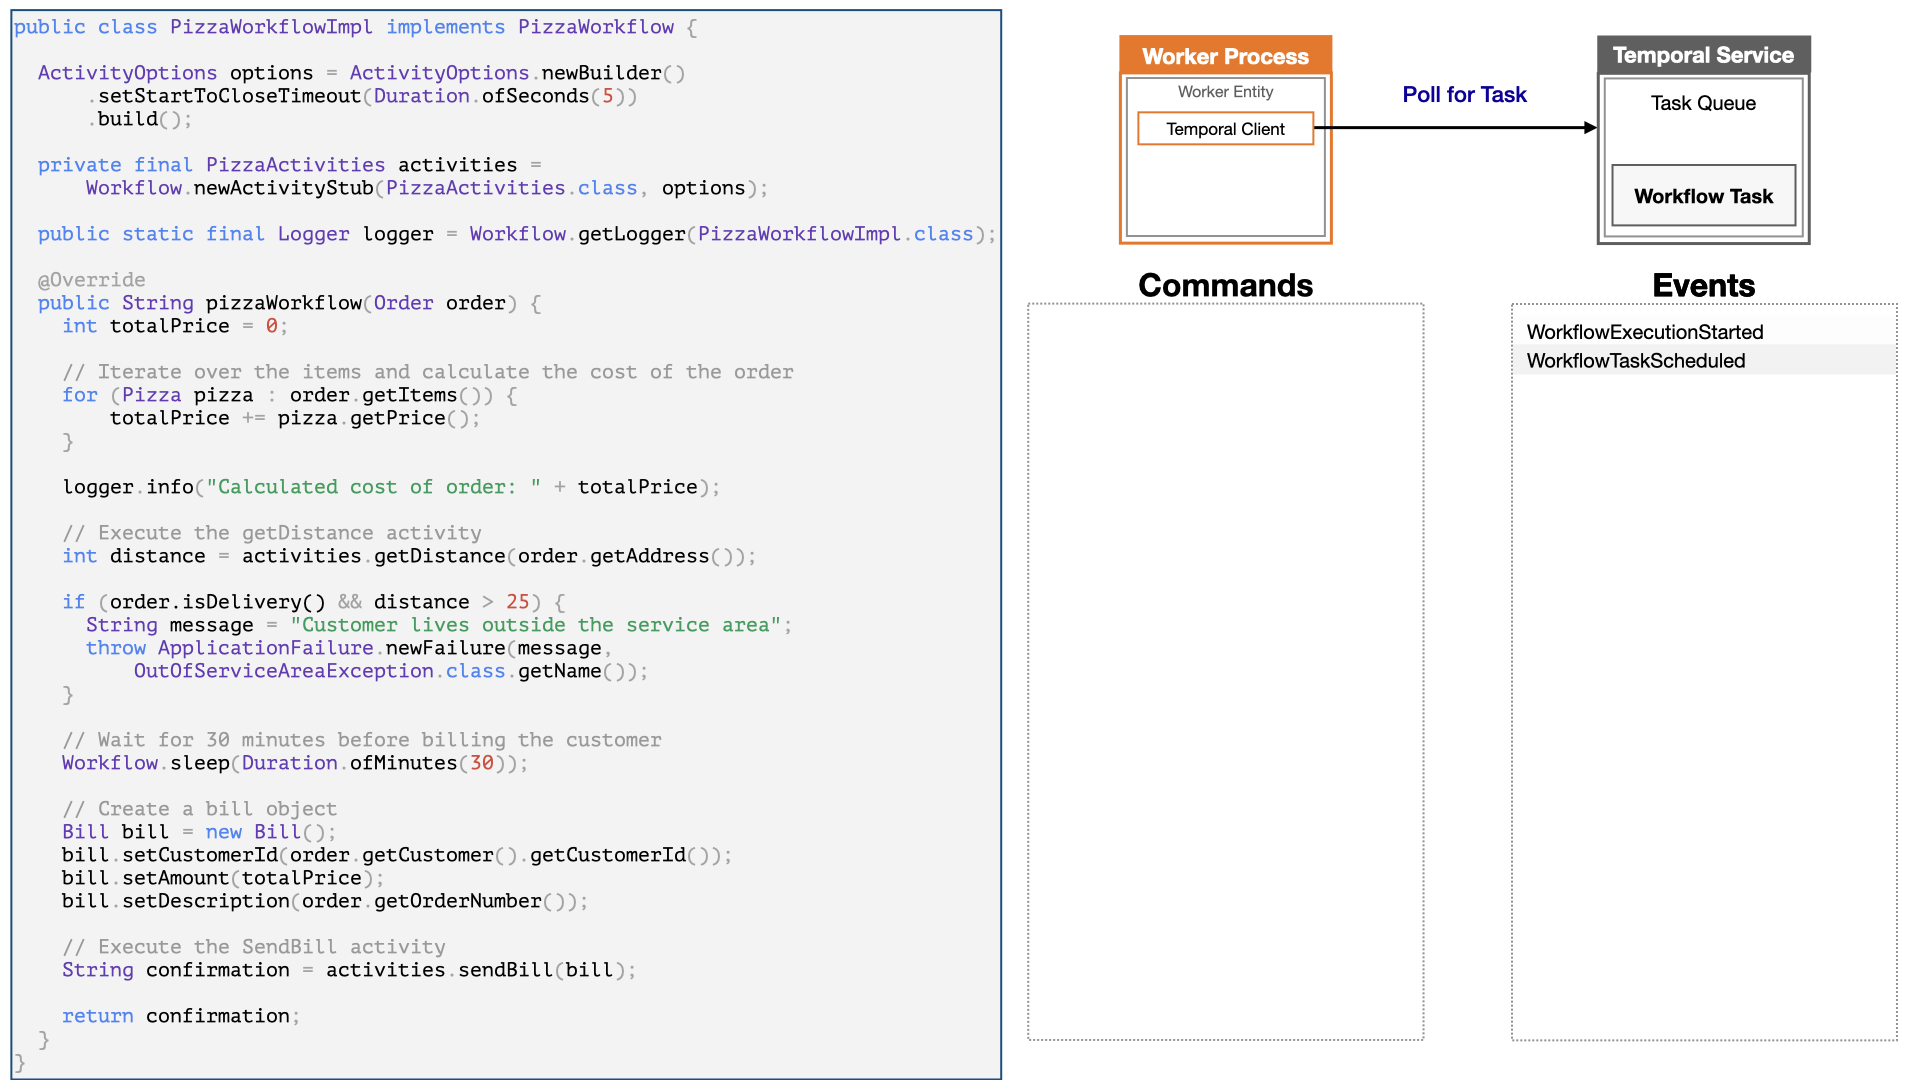 public class PizzaWorkflowImpl implements PizzaWorkflow {
ActivityOptions options = ActivityOptions.newBuilder()
.setStartToCloseTimeout(Duration.ofSeconds(5))
.build();
private final PizzaActivities activities =
Workflow.newActivityStub(PizzaActivities.class, options);
public static final Logger logger = Workflow.getLogger(PizzaWorkflowImpl.class);
@Override
public String pizzaWorkflow(Order order) {
int totalPrice = 0;
// Iterate over the items and calculate the cost of the order
for (Pizza pizza : order.getItems()) {
totalPrice += pizza.getPrice();
}
logger.info("Calculated cost of order: " + totalPrice);
// Execute the getDistance activity
int distance = activities.getDistance(order.getAddress());
if (order.isDelivery() && distance > 25) {
String message = "Customer lives outside the service area";
throw ApplicationFailure.newFailure(message,
OutOfServiceAreaException.class.getName());
}
// Wait for 30 minutes before billing the customer
Workflow.sleep(Duration.ofMinutes(30));
// Create a bill object
Bill bill = new Bill();
bill.setCustomerId(order.getCustomer().getCustomerId());
bill.setAmount(totalPrice);
bill.setDescription(order.getOrderNumber());
// Execute the SendBill activity
String confirmation = activities.sendBill(bill);
return confirmation;
}
}
Worker Process
Worker Entity
Temporal Client
Poll for Task
Temporal Service
Task Queue
Workflow Task
Commands
Events
WorkflowExecutionStarted
WorkflowTaskScheduled